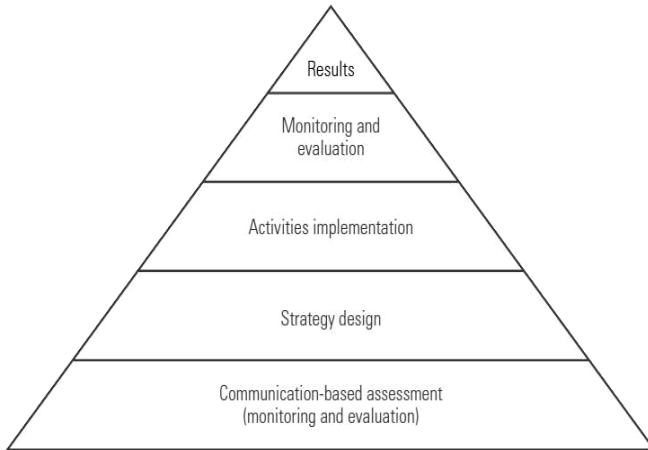 Results
Monitoring and
evaluation
Activities implementation
Strategy design
Communication-based assessment
(monitoring and evaluation)